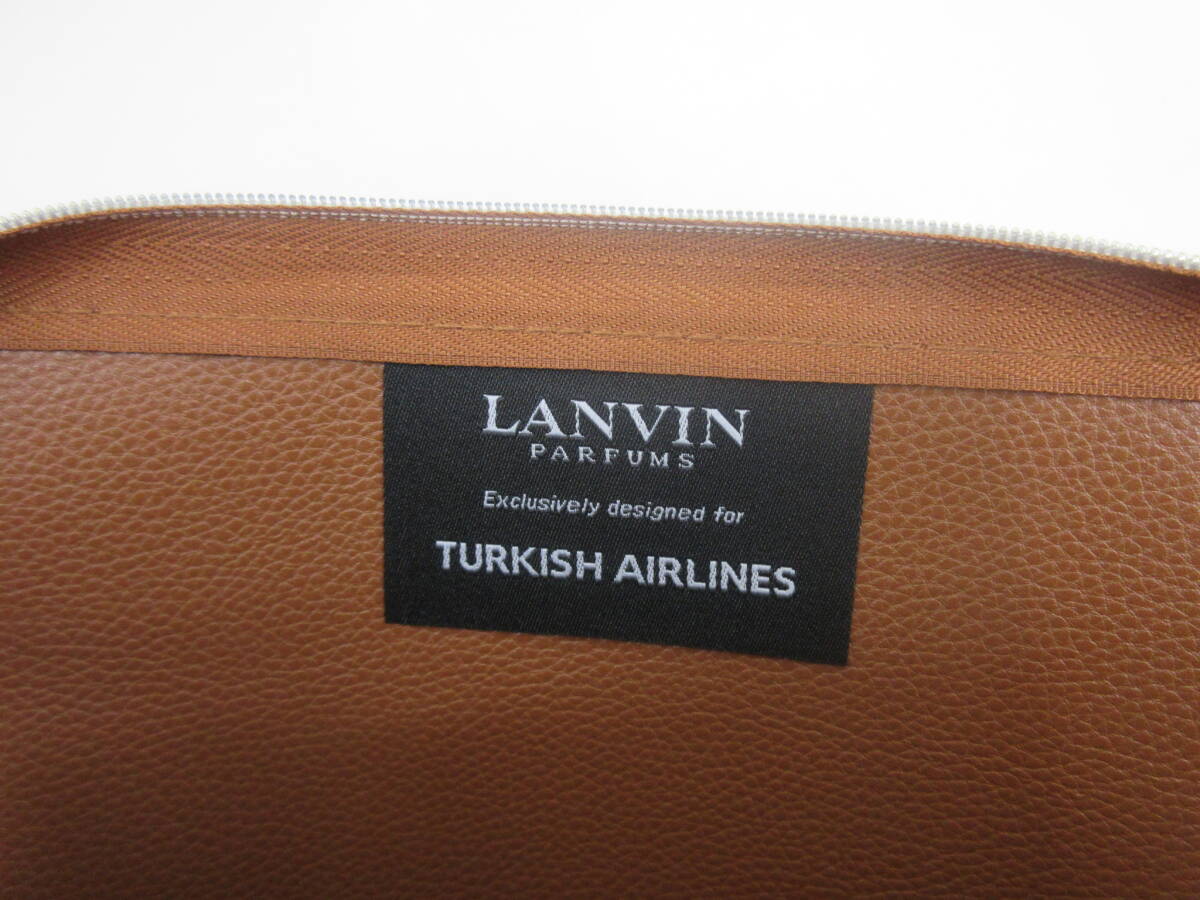 LANVIN
PARFUMS
Exclusively designed for
TURKISH AIRLINES